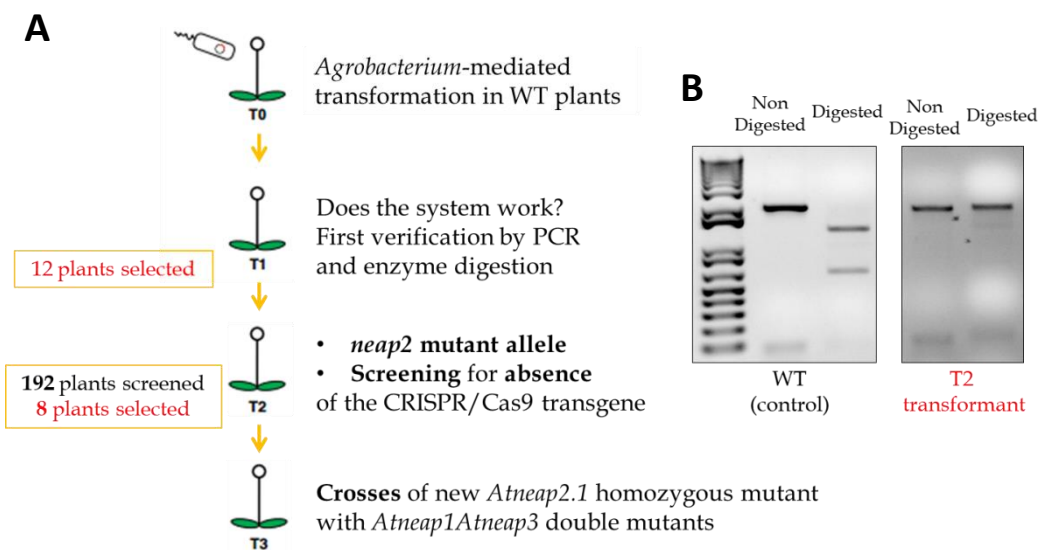 A
Agrobacterium-mediated
transformation in WT plants
T0
Does the system work?
First verification by PCR
and enzyme digestion
T1
12 plants selected
• neap2 mutant allele
• Screening for absence
of the CRISPR/Cas9 transgene
T2
192 plants screened
8 plants selected
Crosses of new Atneap2.1 homozygous mutant
with Atneap1Atneap3 double mutants
T3
B
Non
Digested
Digested
Non
Digested
Digested
WT
(control)
T2
transformant